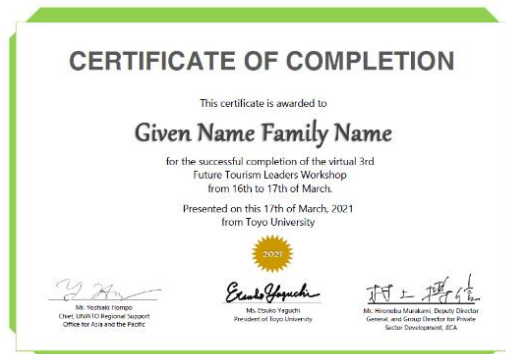 CERTIFICATE OF COMPLETION
This certificate is awarded to
Given Name Family Name
for the successful completion of the virtual 3rd
Future Tourism Leaders Workshop
from 16th to 17th of March.
Presented on this 17th of March, 2021
from Toyo University
2021
Mr. Yoshiaki Hompo
Chief, UNWTO Regional Support
Office for Asia and the Pacific
Etsuko Yaguchi
Ms. Etsuko Yaguchi
President of Toyo University
村上博信
Mr. Hironobu Murakami, Deputy Director
General, and Group Director for Private
Sector Development, JICA